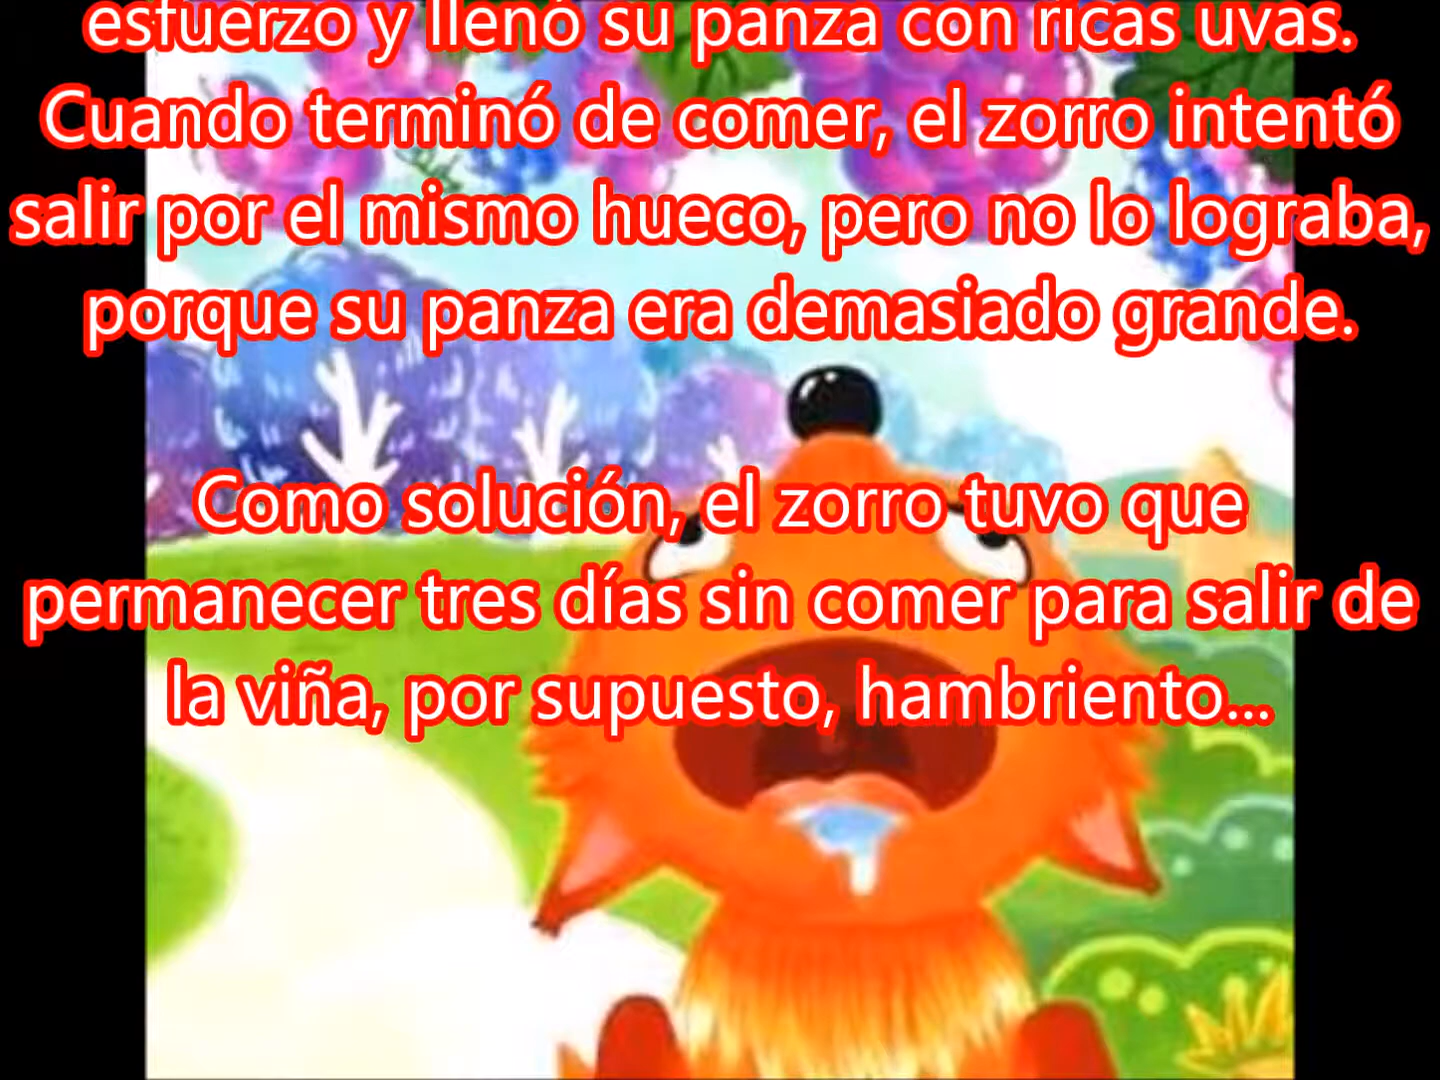 esfuerzo y llenó su panza con ricas uvas.
Cuando terminó de comer, el zorro intentó
salir por el mismo hueco, pero no lo lograba,
porque su panza era demasiado grande.
Como solución, el zorro tuvo que
permanecer tres días sin comer para salir de
la viña, por supuesto, hambriento...